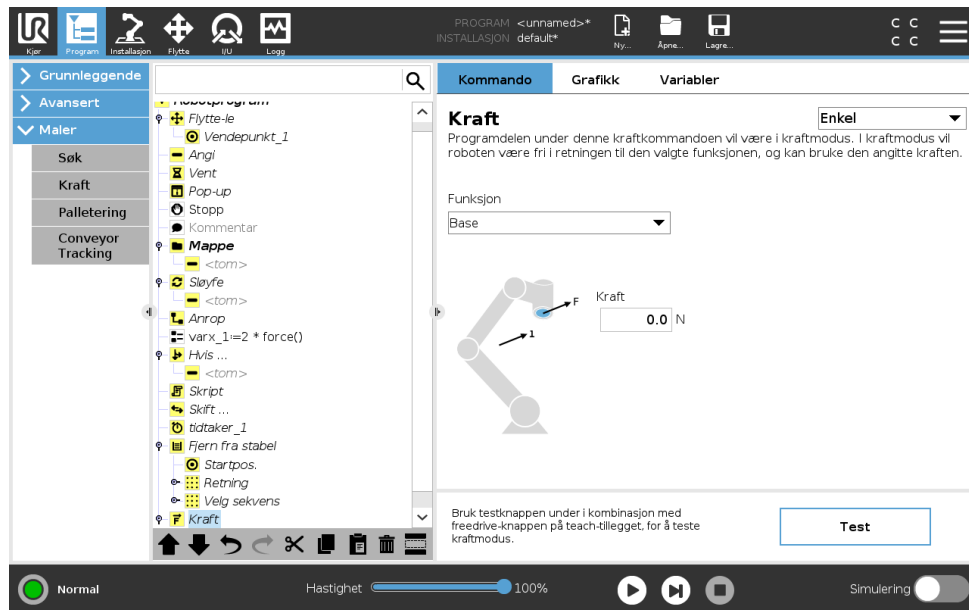 PROGRAM <unnamed>*
INSTALLASJON default*
Kjør Program Installasjon Flytte I/U Logg Ny... Åpne... Lagre...
C C
C C
Grunnleggende
Avansert
Maler
Søk
Kraft
Palletering
Conveyor
Tracking
Robotprogram
Flytte-le
Vendepunkt_1
Angi
Vent
Pop-up
Stopp
Kommentar
Mappe
<tom>
Sløyfe
<tom>
Anrop
varx_1:=2 * force()
Hvis ...
<tom>
Skript
Skift ...
tidtaker_1
Fjern fra stabel
Startpos.
Retning
Velg sekvens
Kraft
Kommando Grafikk Variabler
Kraft Enkel
Programdelen under denne kraftkommandoen vil være i kraftmodus. I kraftmodus vil
roboten være fri i retningen til den valgte funksjonen, og kan bruke den angitte kraften.
Funksjon
Base
F
1
Kraft
0.0 N
Bruk testknappen under i kombinasjon med
freedrive-knappen på teach-tillegget, for å teste
kraftmodus.
Test
Normal Hastighet 100% Simulering